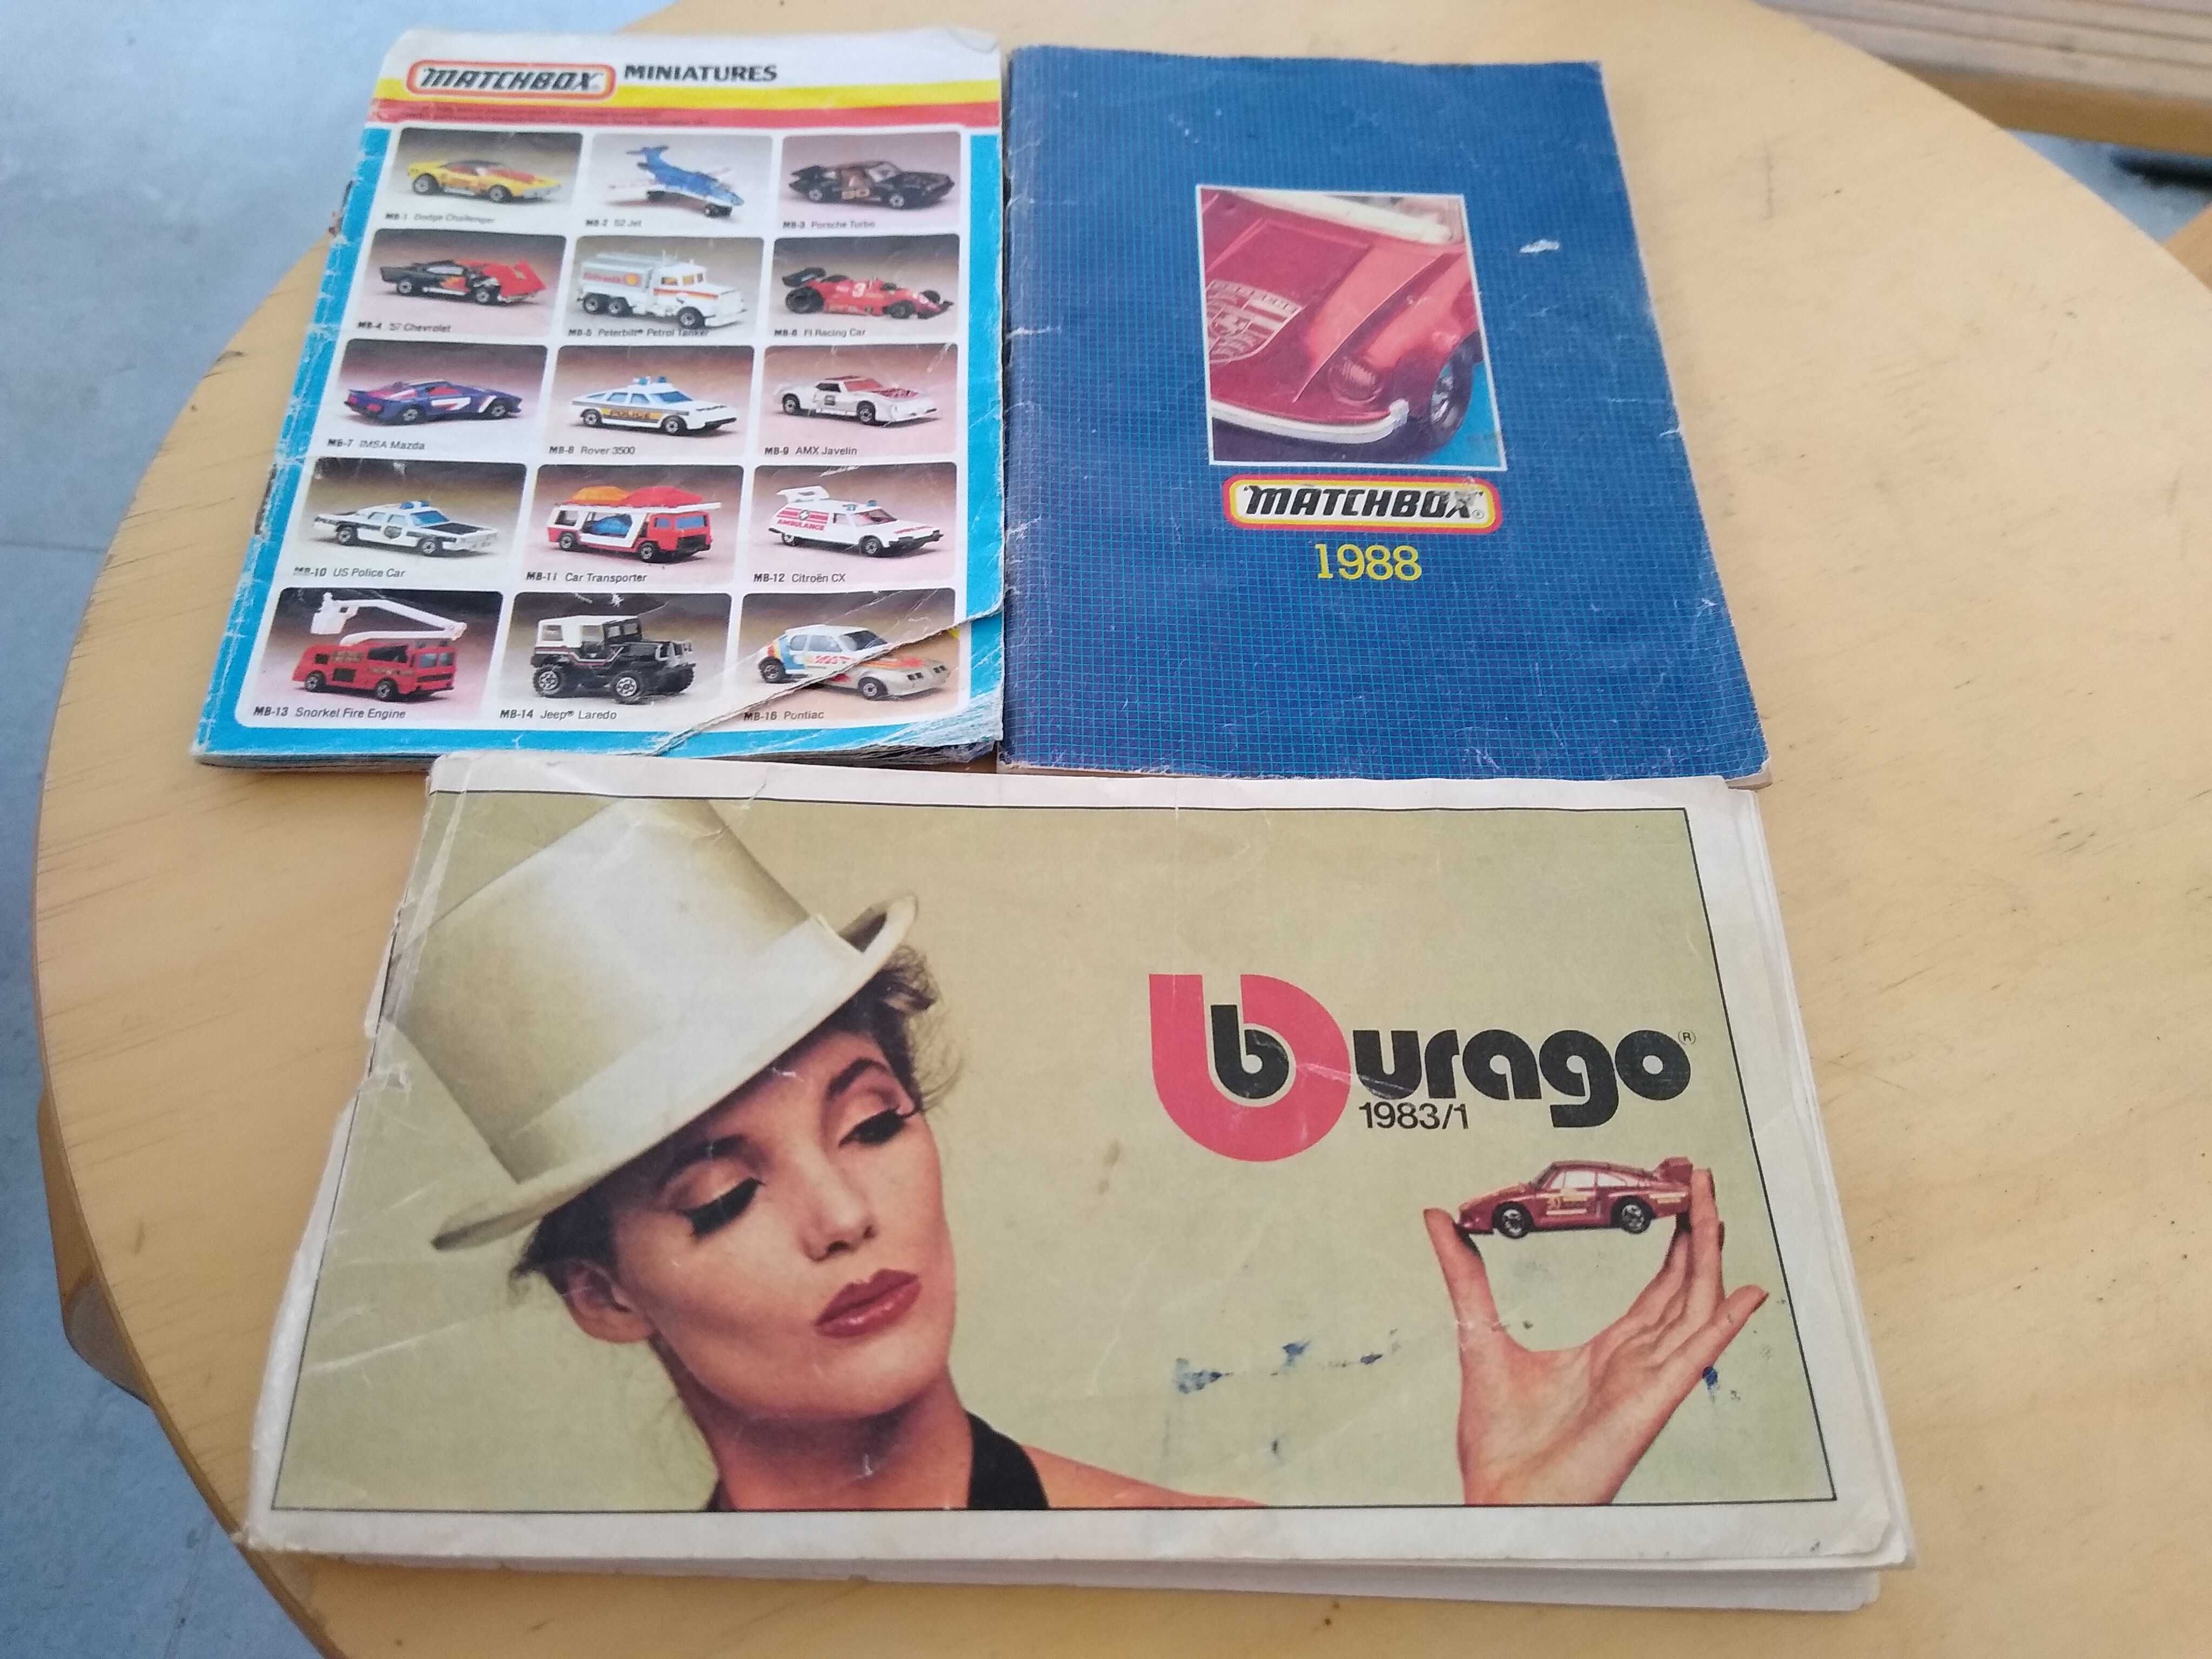 MATCHBOX MINIATURES
MB-1 Dodge Challenger
MB-2 S2 Jet
MB-3 Porsche Turbo
MB-4 '57 Chevrolet
MB-5 Peterbilt® Petrol Tanker
MB-6 F1 Racing Car
MB-7 IMSA Mazda
MB-8 Rover 3500
POLICE
MB-9 AMX Javelin
MB-10 US Police Car
MB-11 Car Transporter
AMBULANCE
MB-12 Citroën CX
MB-13 Snorkel Fire Engine
MB-14 Jeep® Laredo
MB-16 Pontiac
MATCHBOX®
1988
burago®
1983/1